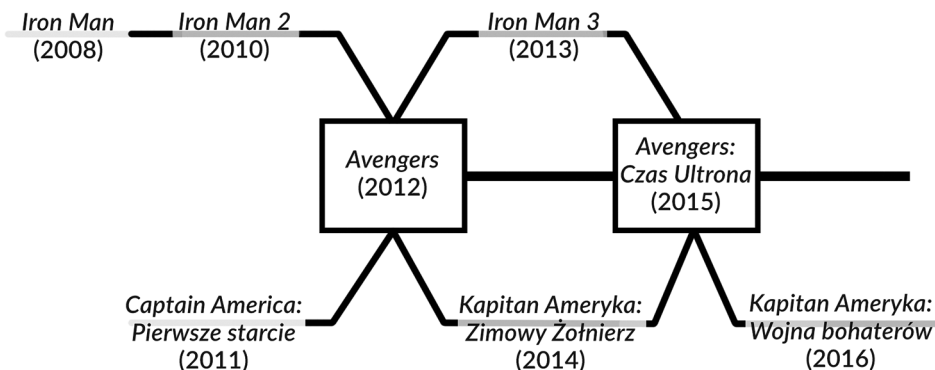 Iron Man
(2008)
Iron Man 2
(2010)
Iron Man 3
(2013)
Avengers
(2012)
Avengers:
Czas Ultrona
(2015)
Captain America:
Pierwsze starcie
(2011)
Kapitan Ameryka:
Zimowy Żołnierz
(2014)
Kapitan Ameryka:
Wojna bohaterów
(2016)